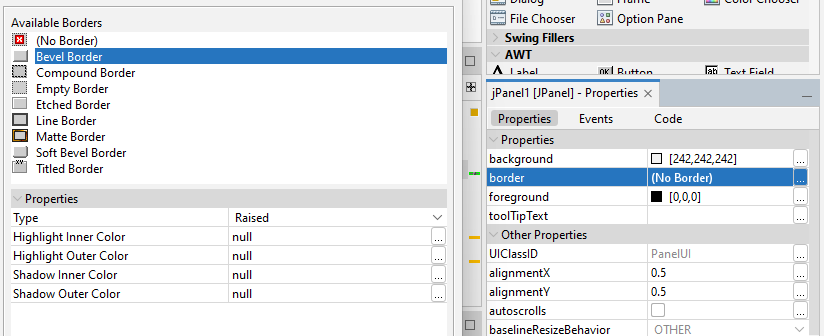 Available Borders
(No Border)
Bevel Border
Compound Border
Empty Border
Etched Border
Line Border
Matte Border
Soft Bevel Border
XY Titled Border
Properties
Type Raised
Highlight Inner Color null ...
Highlight Outer Color null ...
Shadow Inner Color null ...
Shadow Outer Color null ...
Dialog Frame Color Chooser
File Chooser Option Pane
Swing Fillers
AWT
A Label OK Button ab Text Field
jPanel1 [JPanel] - Properties ×
Properties Events Code
Properties
background [242,242,242] ...
border (No Border) ...
foreground [0,0,0] ...
toolTipText ...
Other Properties
UIClassID PanelUI ...
alignmentX 0.5 ...
alignmentY 0.5 ...
autoscrolls ...
baselineResizeBehavior OTHER ...